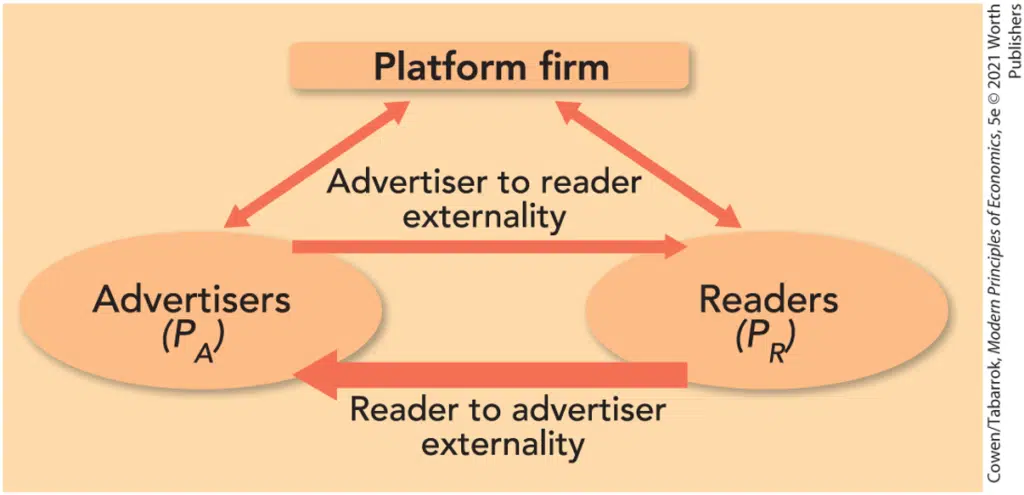 Platform firm
Advertiser to reader
externality
Advertisers
(P_A)
Readers
(P_R)
Reader to advertiser
externality
Cowen/Tabarrok, Modern Principles of Economics, 5e © 2021 Worth
Publishers